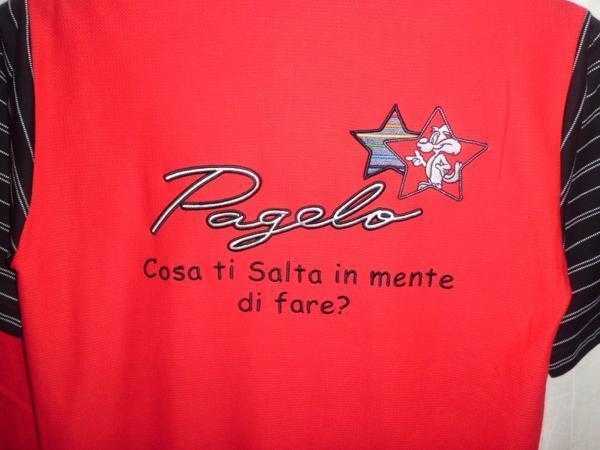 Pagelo
Cosa ti Salta in mente
di fare?